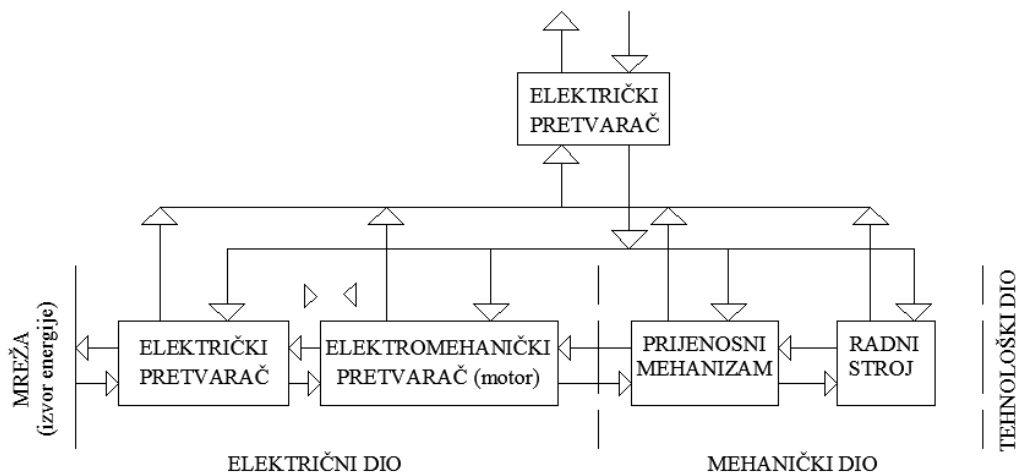 ELEKTRIČKI
PRETVARAČ
MREŽA
(izvor energije)
ELEKTRIČKI
PRETVARAČ
ELEKTROMEHANIČKI
PRETVARAČ (motor)
PRIJENOSNI
MEHANIZAM
RADNI
STROJ
TEHNOLOŠKI DIO
ELEKTRIČNI DIO
MEHANIČKI DIO